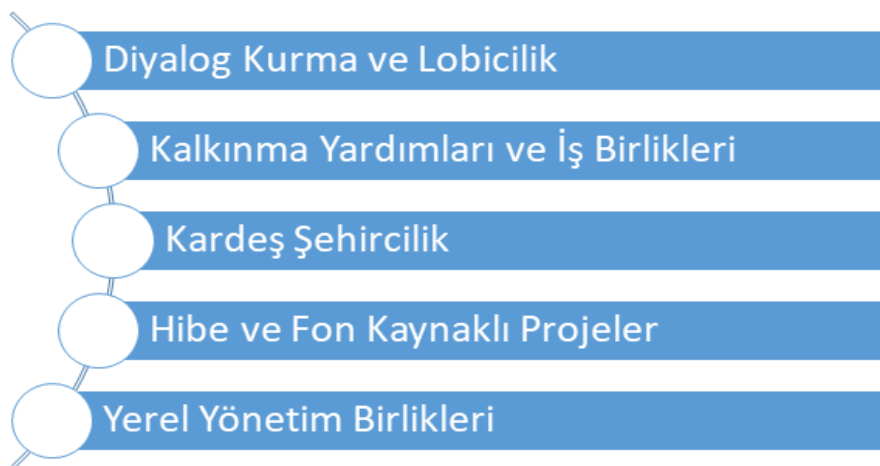 Diyalog Kurma ve Lobicilik
Kalkınma Yardımları ve İş Birlikleri
Kardeş Şehircilik
Hibe ve Fon Kaynaklı Projeler
Yerel Yönetim Birlikleri